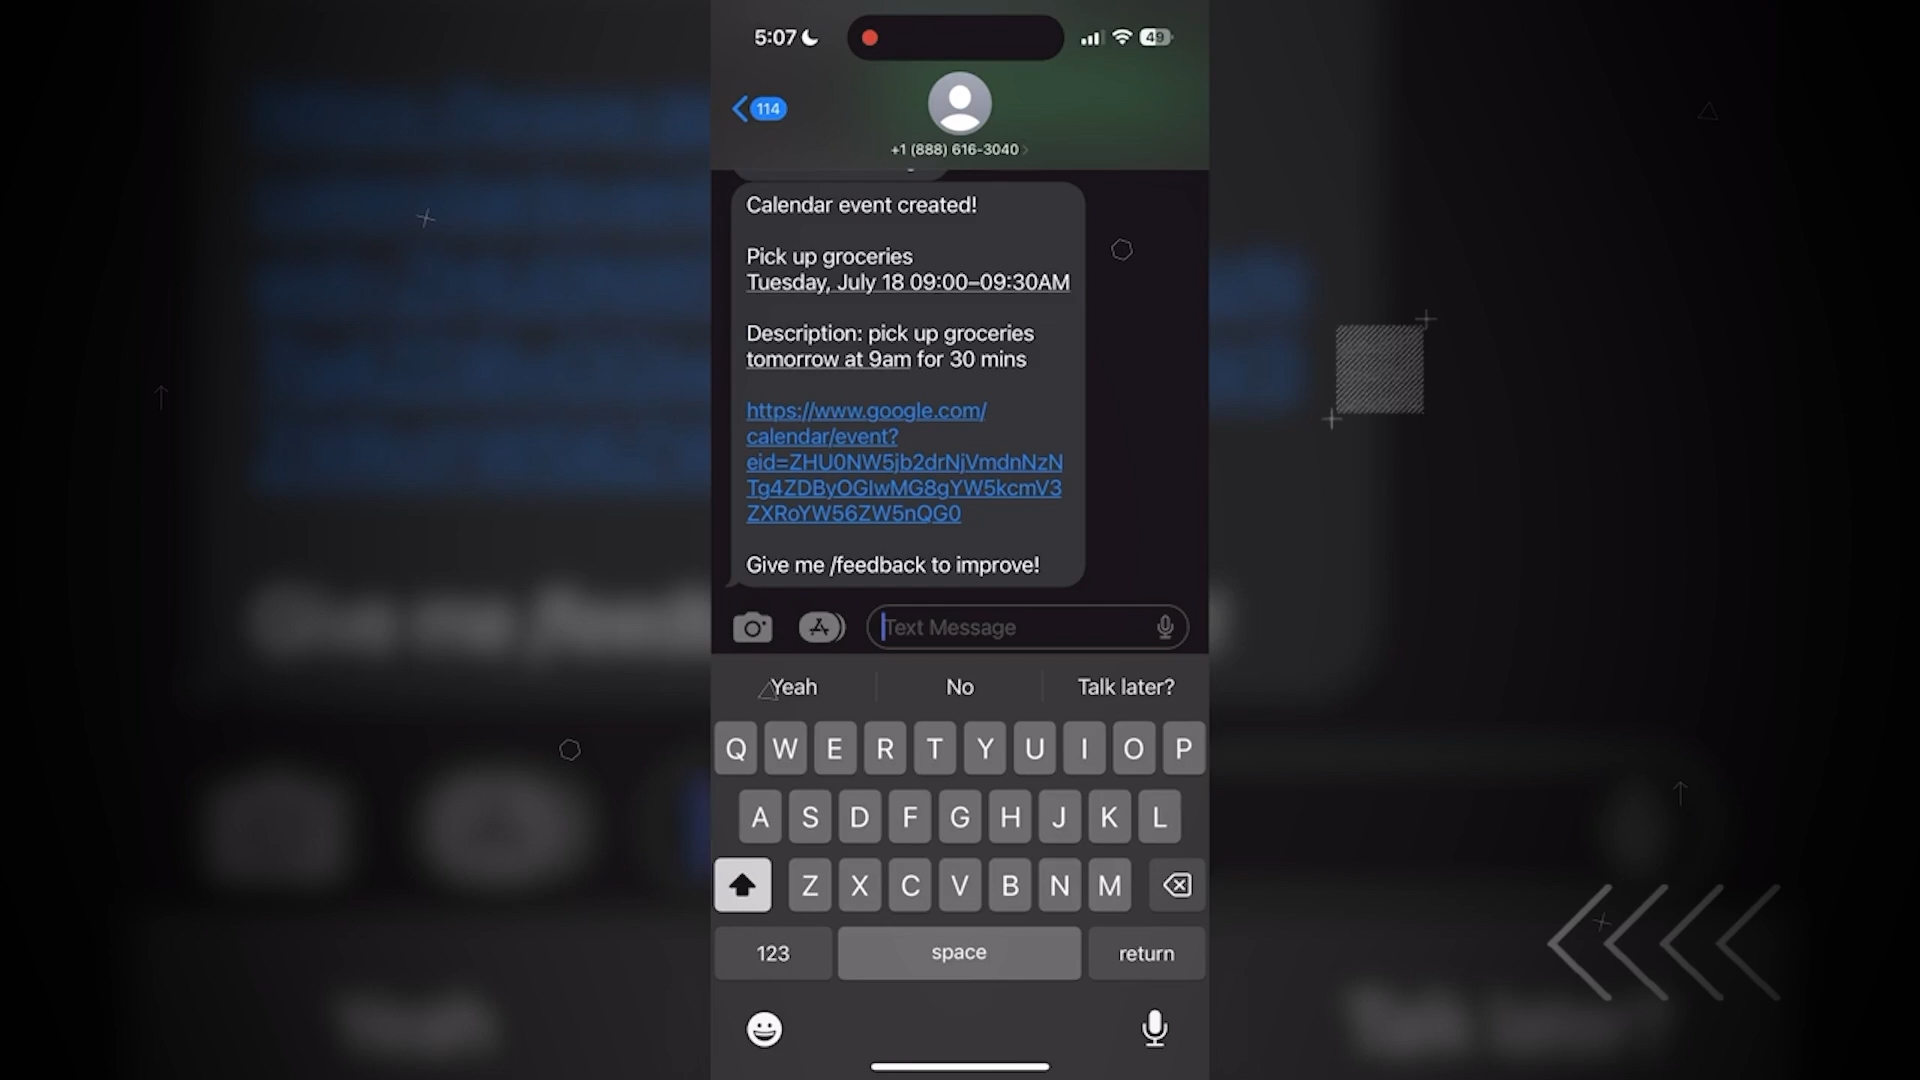 5:07
49
114
+1 (888) 616-3040
Calendar event created!
Pick up groceries
Tuesday, July 18 09:00–09:30AM
Description: pick up groceries
tomorrow at 9am for 30 mins
https://www.google.com/
calendar/event?
eid=ZHU0NW5jb2drNjVmdnNzN
Tg4ZDByOGIwMG8gYW5kcmV3
ZXRoYW56ZW5nQG0
Give me /feedback to improve!
Text Message
Yeah
No
Talk later?
Q W E R T Y U I O P
A S D F G H J K L
Z X C V B N M
123
space
return